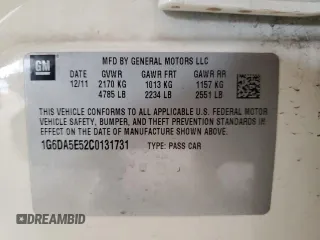 GM
MFD BY GENERAL MOTORS LLC
DATE GVWR GAWR FRT GAWR RR
12/11 2170 KG 1013 KG 1157 KG
4785 LB 2234 LB 2551 LB
THIS VEHICLE CONFORMS TO ALL APPLICABLE U.S. FEDERAL MOTOR
VEHICLE SAFETY, BUMPER, AND THEFT PREVENTION STANDARDS IN
EFFECT ON THE DATE OF MANUFACTURE SHOWN ABOVE.
1G6DA5E52C0131731 TYPE: PASS CAR
DREAMBID